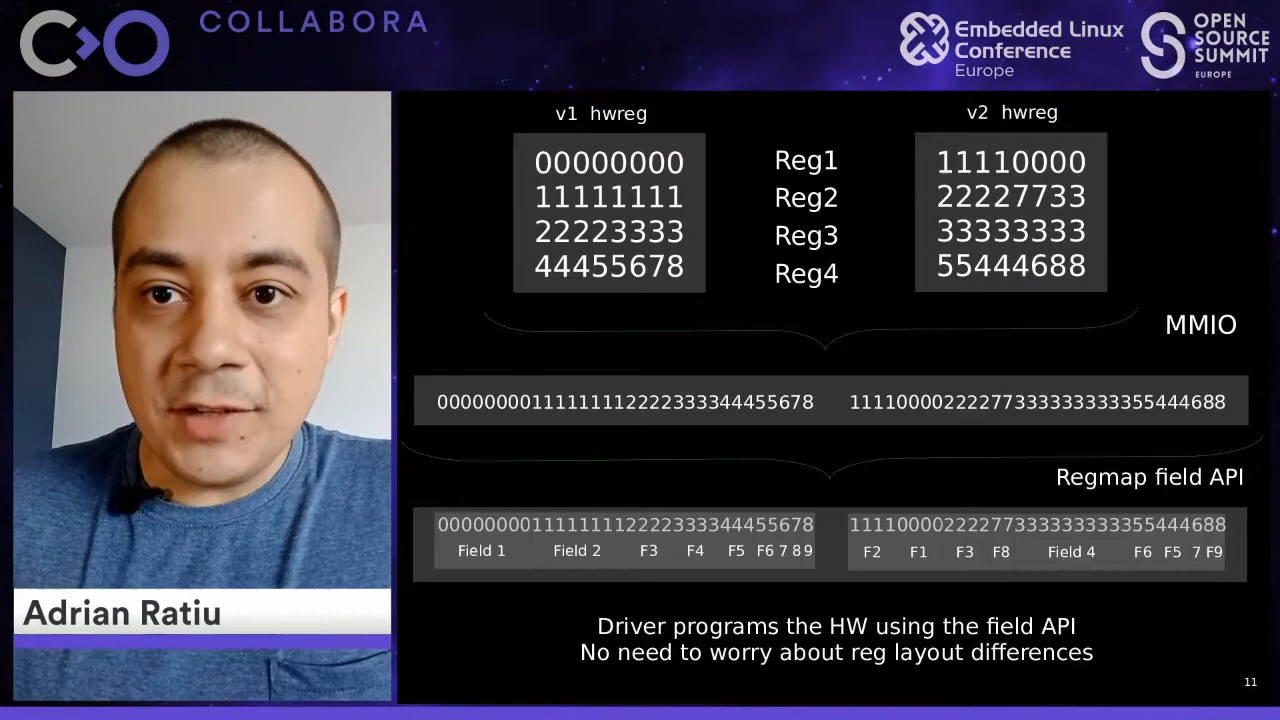 COLLABORA
Embedded Linux
Conference
Europe
OPEN
SOURCE
SUMMIT
EUROPE
v1 hwreg
v2 hwreg
00000000
11111111
22223333
44455678
Reg1
Reg2
Reg3
Reg4
11110000
22227733
33333333
55444688
MMIO
00000000111111112222333344455678 11110000222277333333333355444688
Regmap field API
00000000111111112222333344455678 11110000222277333333333355444688
Field 1 Field 2 F3 F4 F5 F6 7 8 9 F2 F1 F3 F8 Field 4 F6 F5 7 F9
Adrian Ratiu
Driver programs the HW using the field API
No need to worry about reg layout differences
11